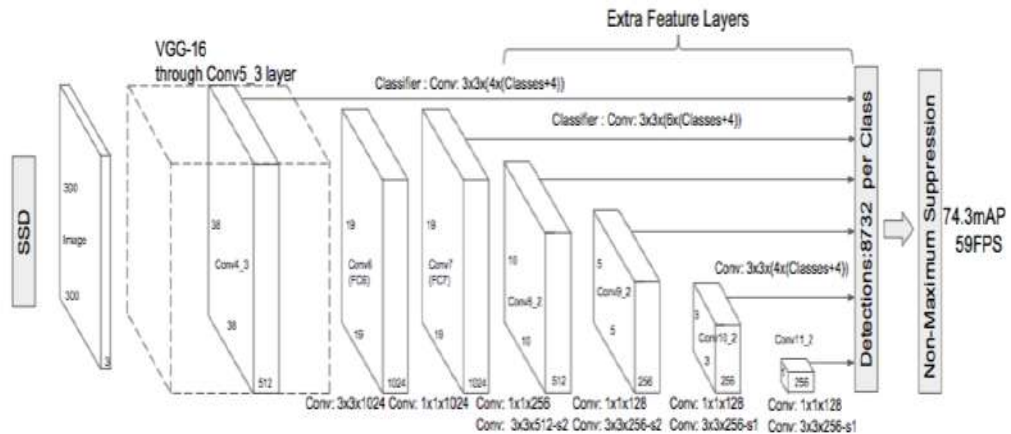 Extra Feature Layers
VGG-16
through Conv5_3 layer
Classifier : Conv: 3x3x(4x(Classes+4))
Classifier : Conv: 3x3x(6x(Classes+4))
SSD
300
Image
300
3
38
Conv4_3
38
512
19
Conv6
(FC6)
19
1024
19
Conv7
(FC7)
19
1024
10
Conv8_2
10
512
5
Conv9_2
5
256
Conv: 3x3x(4x(Classes+4))
3
Conv10_2
3
256
Conv11_2
256
Detections:8732 per Class
Non-Maximum Suppression
74.3mAP
59FPS
Conv: 3x3x1024
Conv: 1x1x1024
Conv: 1x1x256
Conv: 3x3x512-s2
Conv: 1x1x128
Conv: 3x3x256-s2
Conv: 1x1x128
Conv: 3x3x256-s1
Conv: 1x1x128
Conv: 3x3x256-s1